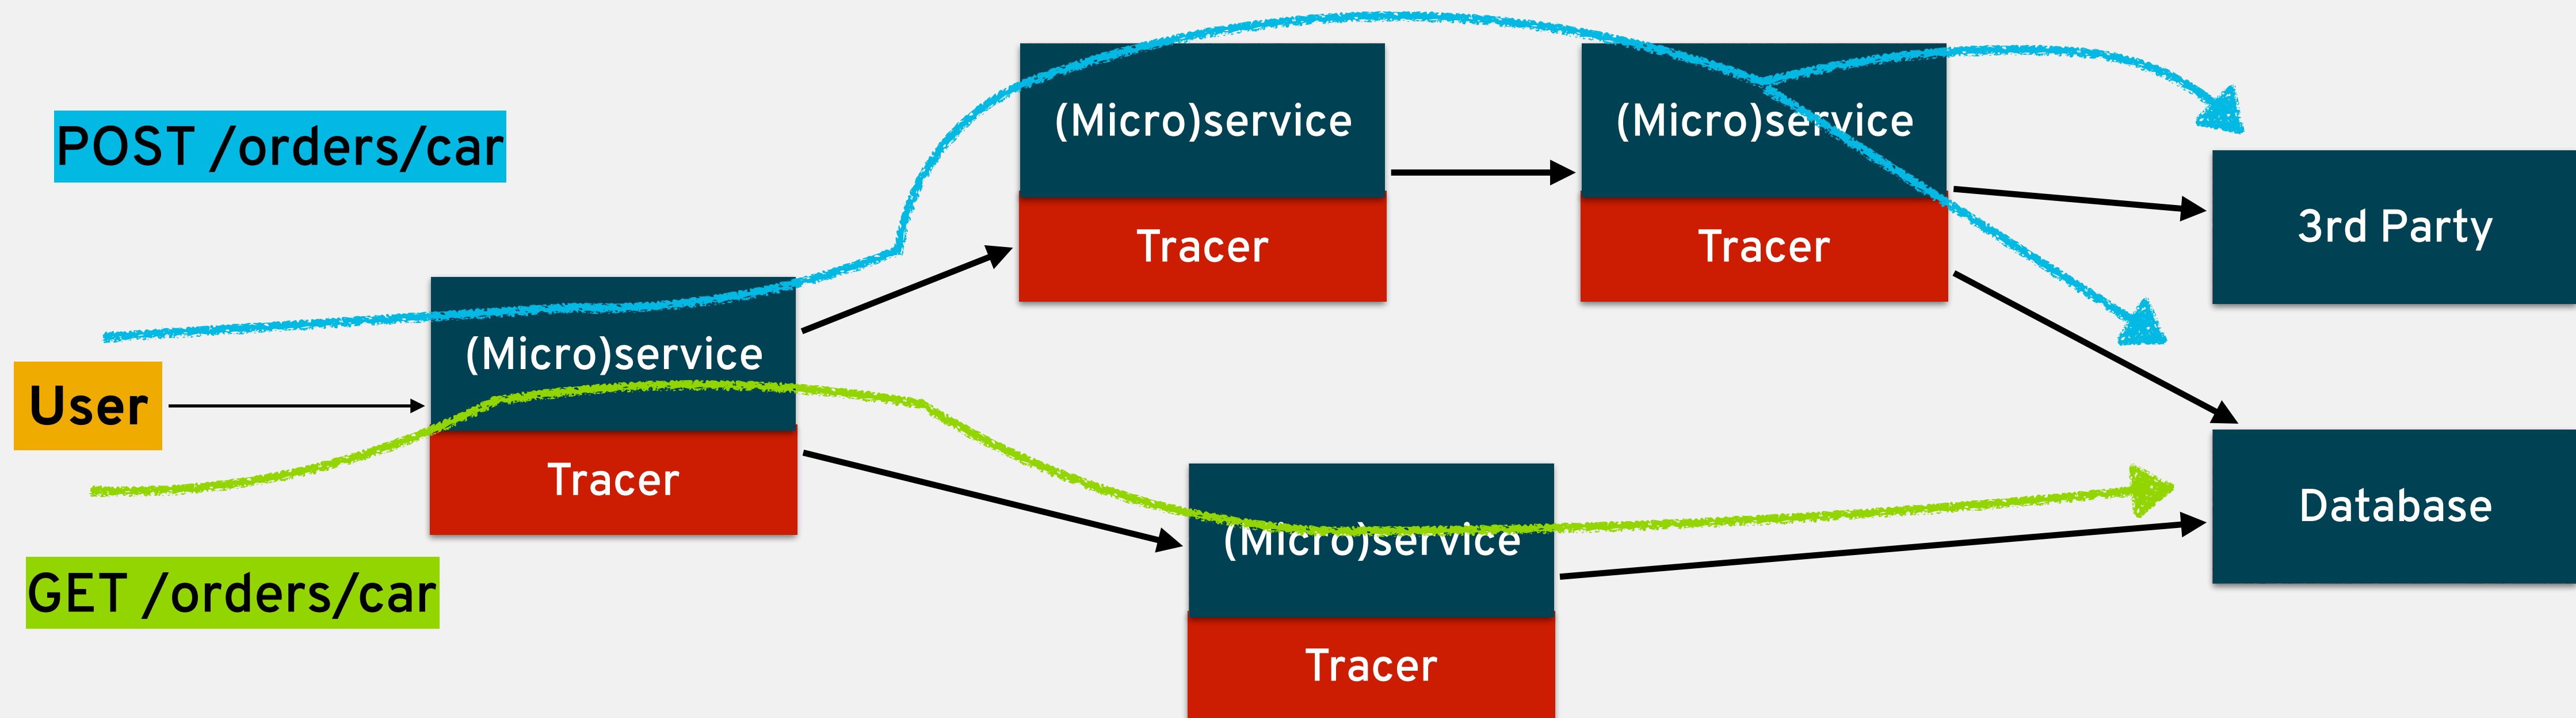 POST /orders/car
(Micro)service
Tracer
(Micro)service
Tracer
3rd Party
User
(Micro)service
Tracer
GET /orders/car
(Micro)service
Tracer
Database